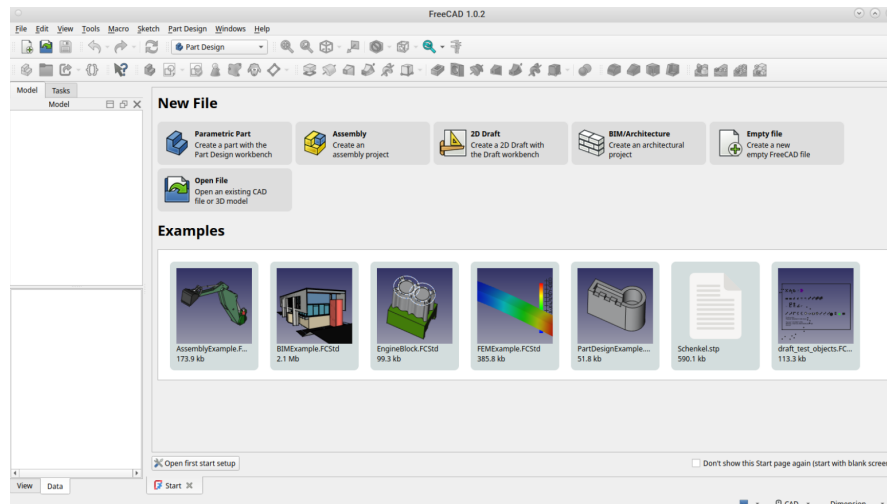 FreeCAD 1.0.2
File Edit View Tools Macro Sketch Part Design Windows Help
Part Design
Model Tasks
Model
New File
Parametric Part
Create a part with the
Part Design workbench
Assembly
Create an
assembly project
2D Draft
Create a 2D Draft with
the Draft workbench
BIM/Architecture
Create an architectural
project
Empty file
Create a new
empty FreeCAD file
Open File
Open an existing CAD
file or 3D model
Examples
AssemblyExample.F...
173.9 kb
BIMExample.FCStd
2.1 Mb
EngineBlock.FCStd
99.3 kb
FEMExample.FCStd
385.8 kb
PartDesignExample....
51.8 kb
Schenkel.stp
590.1 kb
draft_test_objects.FC...
113.3 kb
Open first start setup
Don't show this Start page again (start with blank scree
View Data
Start
CAD
Dimension